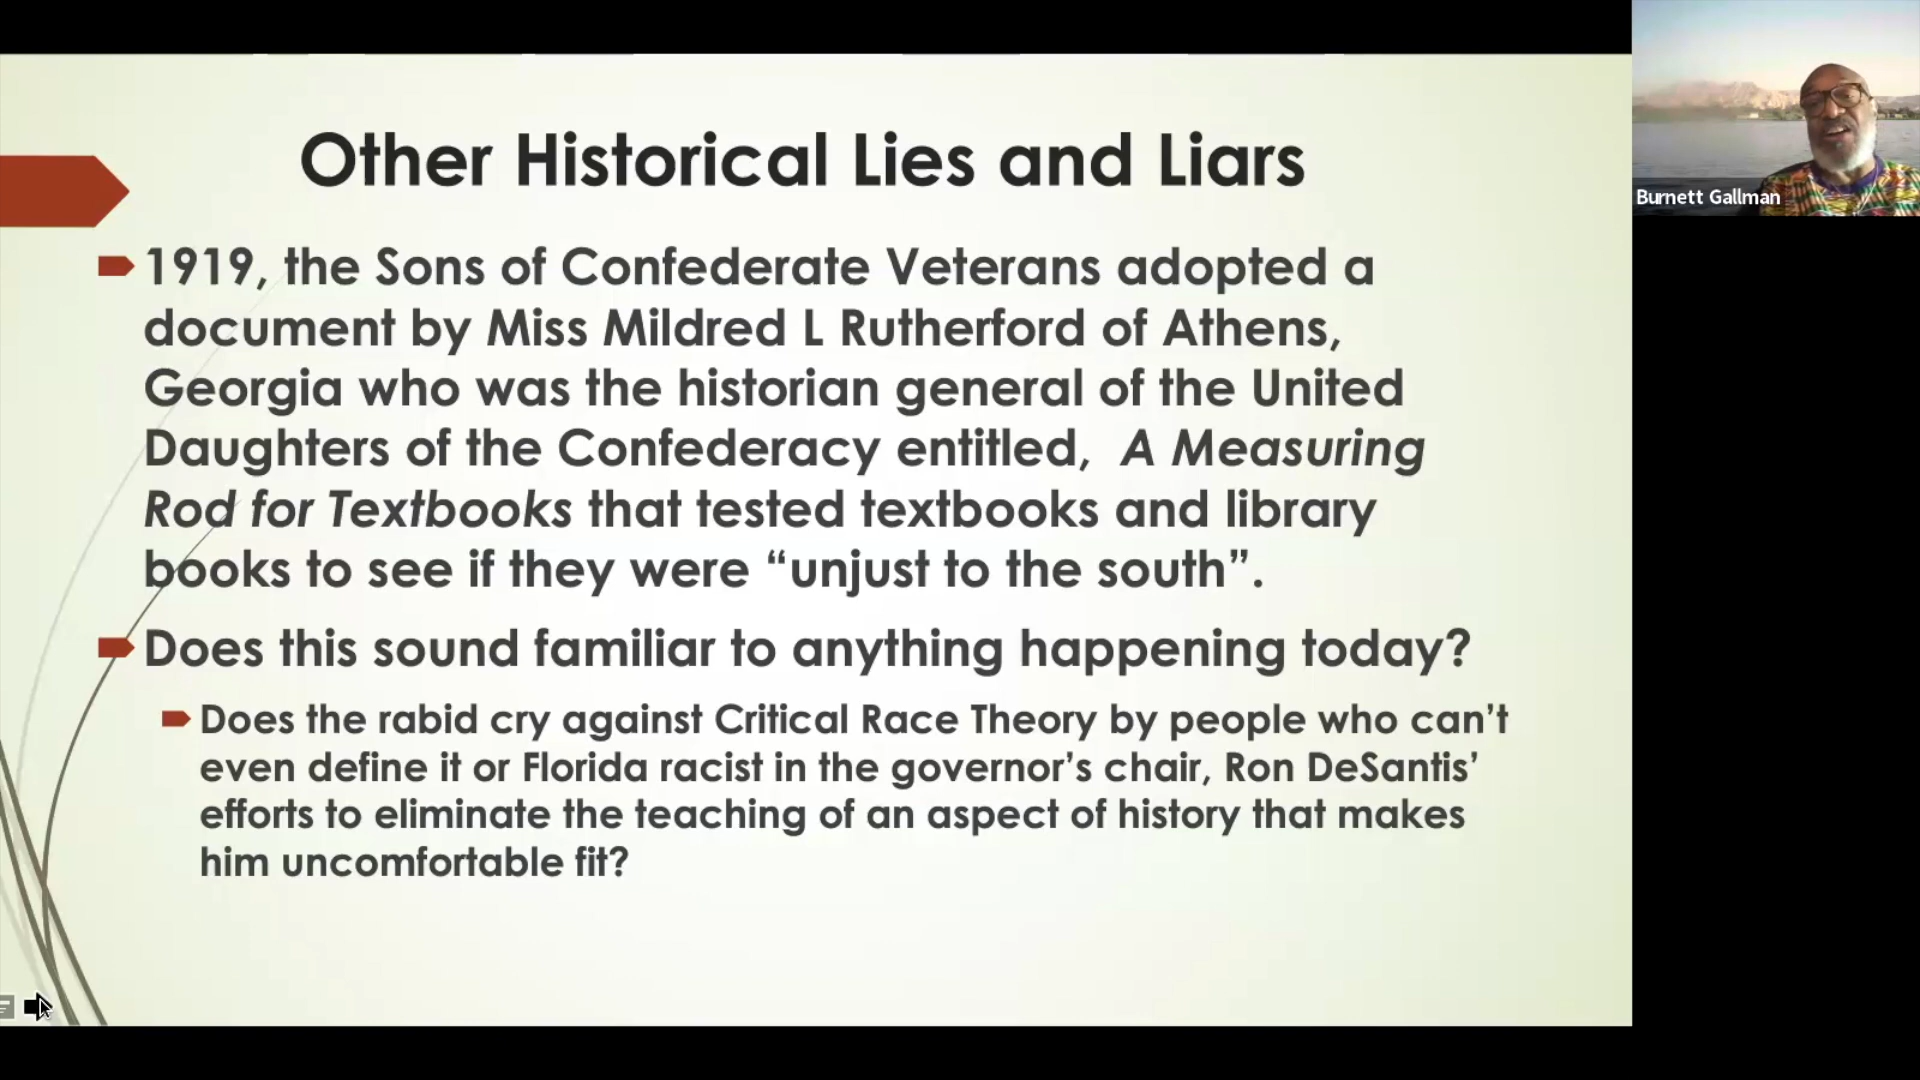 Other Historical Lies and Liars
1919, the Sons of Confederate Veterans adopted a
document by Miss Mildred L Rutherford of Athens,
Georgia who was the historian general of the United
Daughters of the Confederacy entitled, A Measuring
Rod for Textbooks that tested textbooks and library
books to see if they were “unjust to the south”.
Does this sound familiar to anything happening today?
Does the rabid cry against Critical Race Theory by people who can’t
even define it or Florida racist in the governor’s chair, Ron DeSantis’
efforts to eliminate the teaching of an aspect of history that makes
him uncomfortable fit?
Burnett Gallman